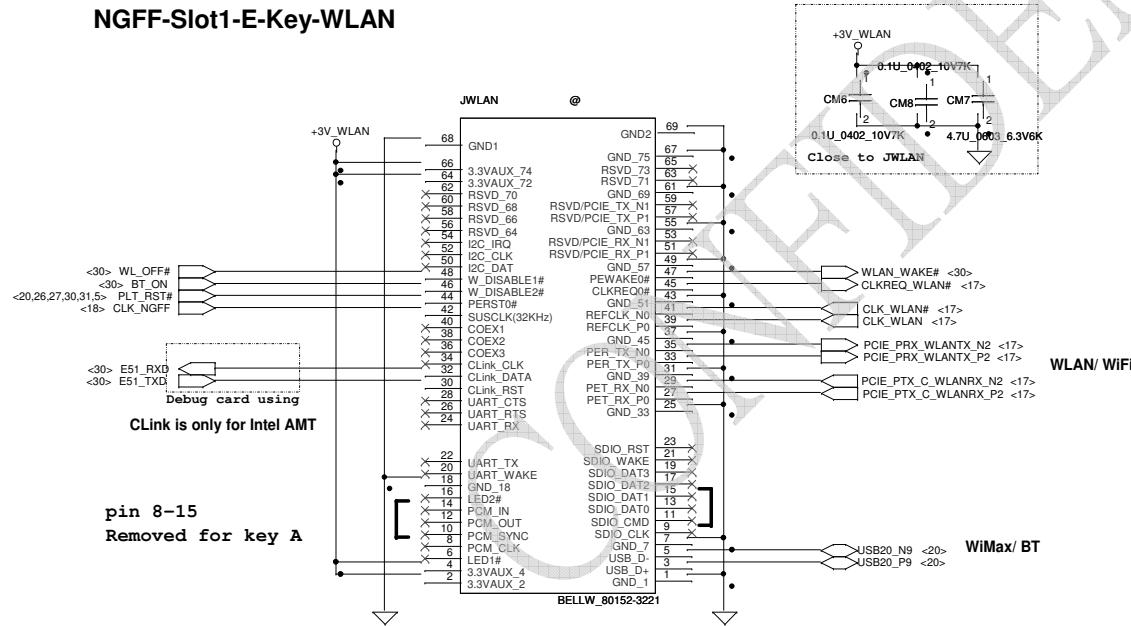 NGFF-Slot1-E-Key-WLAN
+3V_WLAN
0.1U_0402_10V7K
1
1
1
CM6
CM8
CM7
2
2
2
0.1U_0402_10V7K
4.7U_0603_6.3V6K
Close to JWLAN
JWLAN
@
+3V_WLAN
68
GND1
66
3.3VAUX_74
64
3.3VAUX_72
62
RSVD_70
60
RSVD_68
58
RSVD_66
56
RSVD_64
54
I2C_IRQ
52
I2C_CLK
50
I2C_DAT
48
W_DISABLE1#
46
W_DISABLE2#
44
PERST0#
42
SUSCLK(32KHz)
40
COEX1
38
COEX2
36
COEX3
34
CLink_CLK
32
CLink_DATA
30
CLink_RST
28
UART_CTS
26
UART_RTS
24
UART_RX
22
UART_TX
20
UART_WAKE
18
GND_18
16
LED2#
14
PCM_IN
12
PCM_OUT
10
PCM_SYNC
8
PCM_CLK
6
LED1#
4
3.3VAUX_4
2
3.3VAUX_2
69
GND2
67
GND_75
65
RSVD_73
63
RSVD_71
61
GND_69
59
RSVD/PCIE_TX_N1
57
RSVD/PCIE_TX_P1
55
GND_63
53
RSVD/PCIE_RX_N1
51
RSVD/PCIE_RX_P1
49
GND_57
47
PEWAKE0#
45
CLKREQ0#
43
GND_51
41
REFCLK_N0
39
REFCLK_P0
37
GND_45
35
PER_TX_N0
33
PER_TX_P0
31
GND_39
29
PET_RX_N0
27
PET_RX_P0
25
GND_33
23
SDIO_RST
21
SDIO_WAKE
19
SDIO_DAT3
17
SDIO_DAT2
15
SDIO_DAT1
13
SDIO_DAT0
11
SDIO_CMD
9
SDIO_CLK
7
GND_7
5
USB_D-
3
USB_D+
1
GND_1
BELLW_80152-3221
<30> WL_OFF#
<30> BT_ON
<20,26,27,30,31,5> PLT_RST#
<18> CLK_NGFF
<30> E51_RXD
<30> E51_TXD
Debug card using
CLink is only for Intel AMT
pin 8-15
Removed for key A
WLAN_WAKE# <30>
CLKREQ_WLAN# <17>
CLK_WLAN# <17>
CLK_WLAN <17>
PCIE_PRX_WLANTX_N2 <17>
PCIE_PRX_WLANTX_P2 <17>
WLAN/ WiFi
PCIE_PTX_C_WLANRX_N2 <17>
PCIE_PTX_C_WLANRX_P2 <17>
USB20_N9 <20>
USB20_P9 <20>
WiMax/ BT
CONFIDE